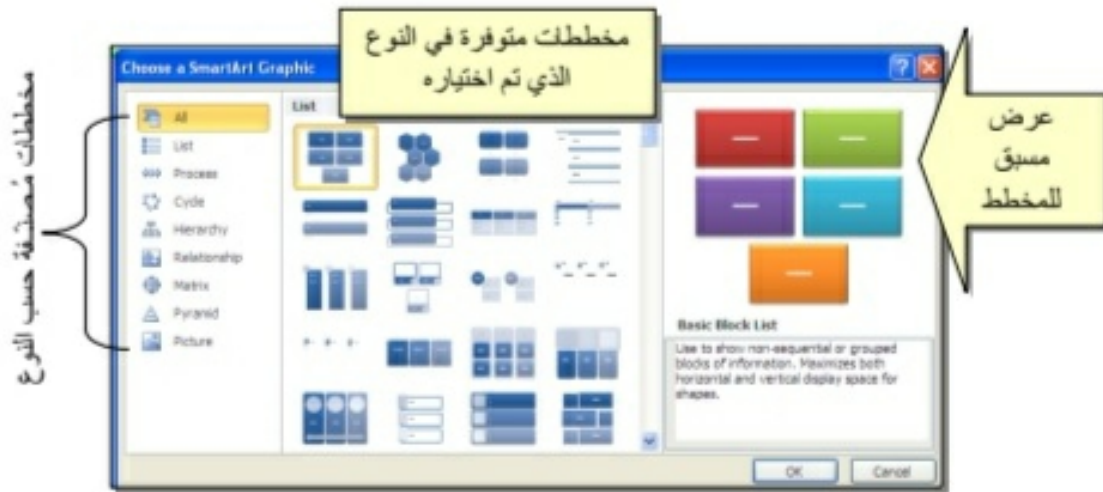 مخططات متوفرة في النوع
الذي تم اختياره
Choose a SmartArt Graphic
All
List
Process
Cycle
Hierarchy
Relationship
Matrix
Pyramid
Picture
List
عرض
مسبق
للمخطط
Basic Block List
Use to show non-sequential or grouped
blocks of information. Maximizes both
horizontal and vertical display space for
shapes.
OK
Cancel
مخططات مُصنّفة حسب النوع